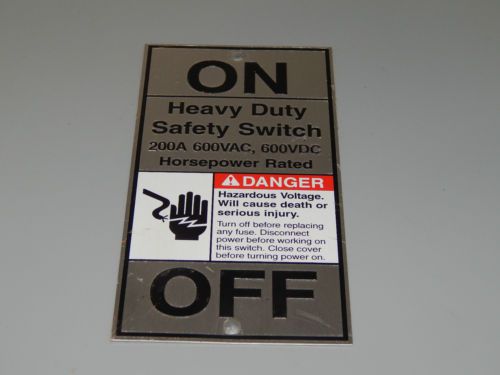 ON
Heavy Duty
Safety Switch
200A 600VAC, 600VDC
Horsepower Rated
DANGER
Hazardous Voltage.
Will cause death or
serious injury.
Turn off before replacing
any fuse. Disconnect
power before working on
this switch. Close cover
before turning power on.
OFF